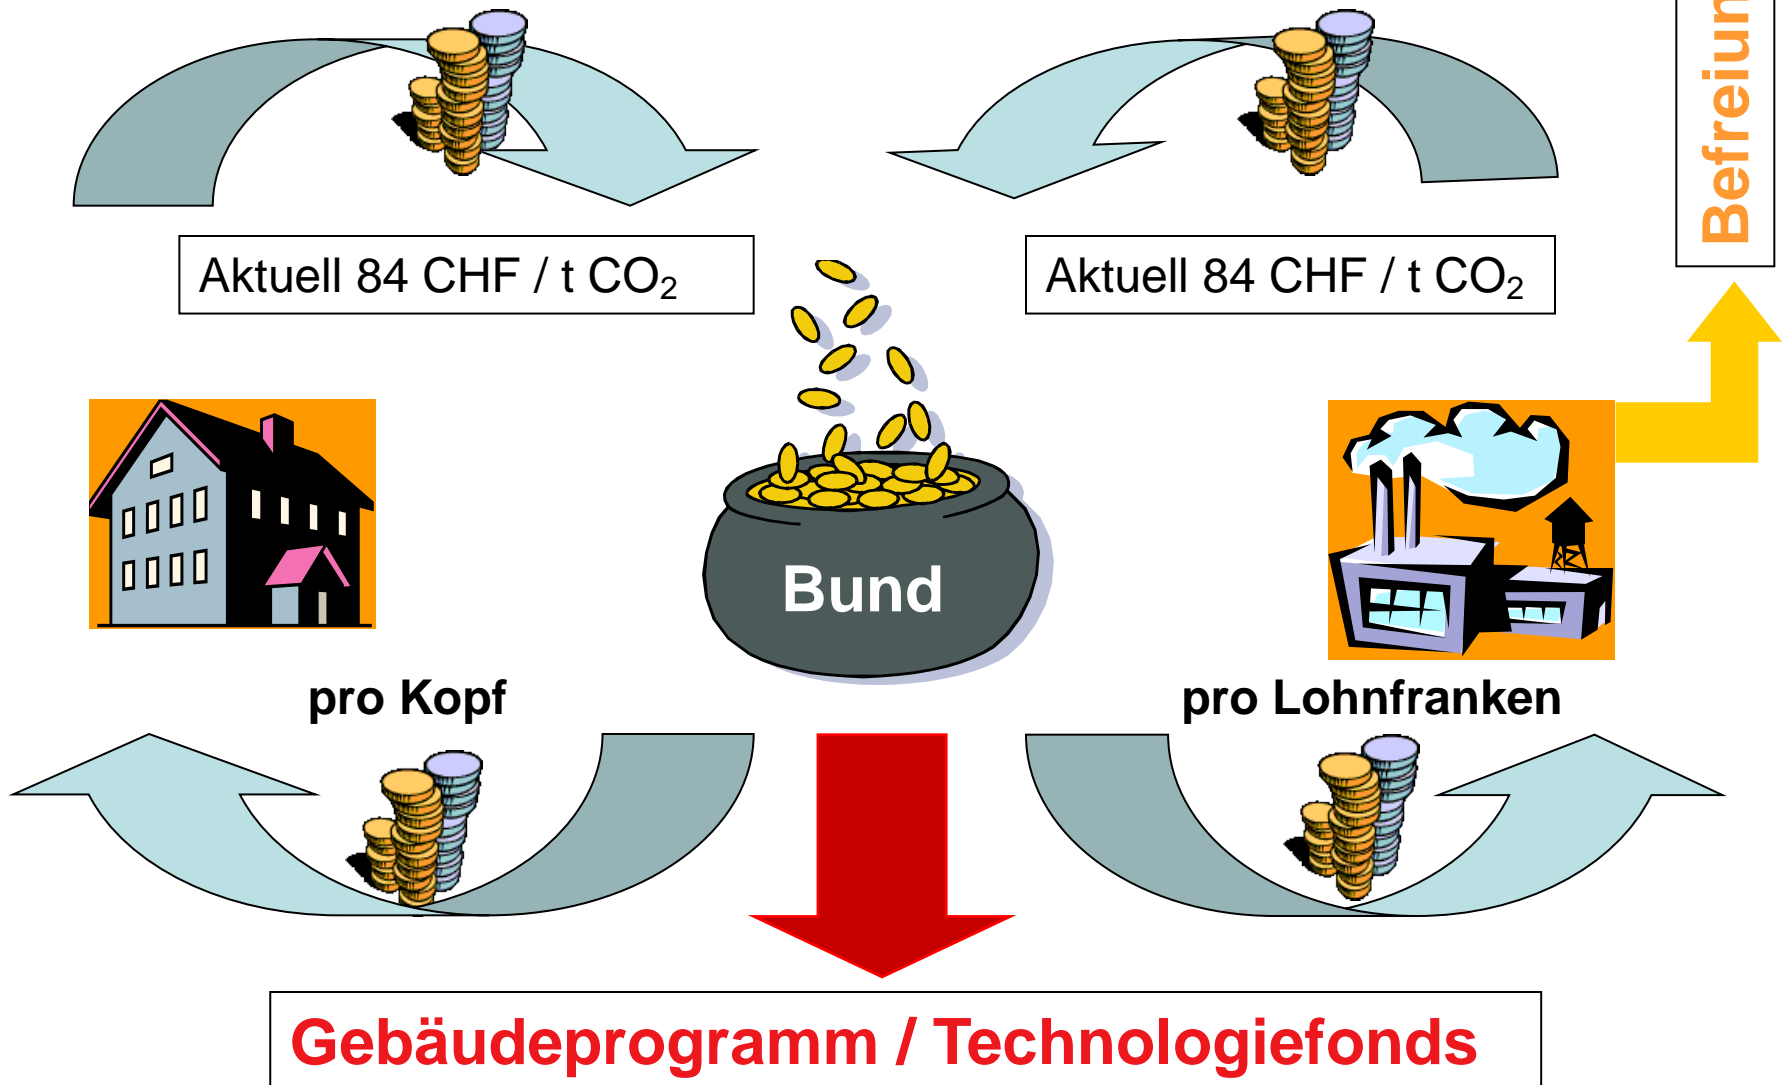 Aktuell 84 CHF / t CO₂
Aktuell 84 CHF / t CO₂
Bund
pro Kopf
pro Lohnfranken
Gebäudeprogramm / Technologiefonds